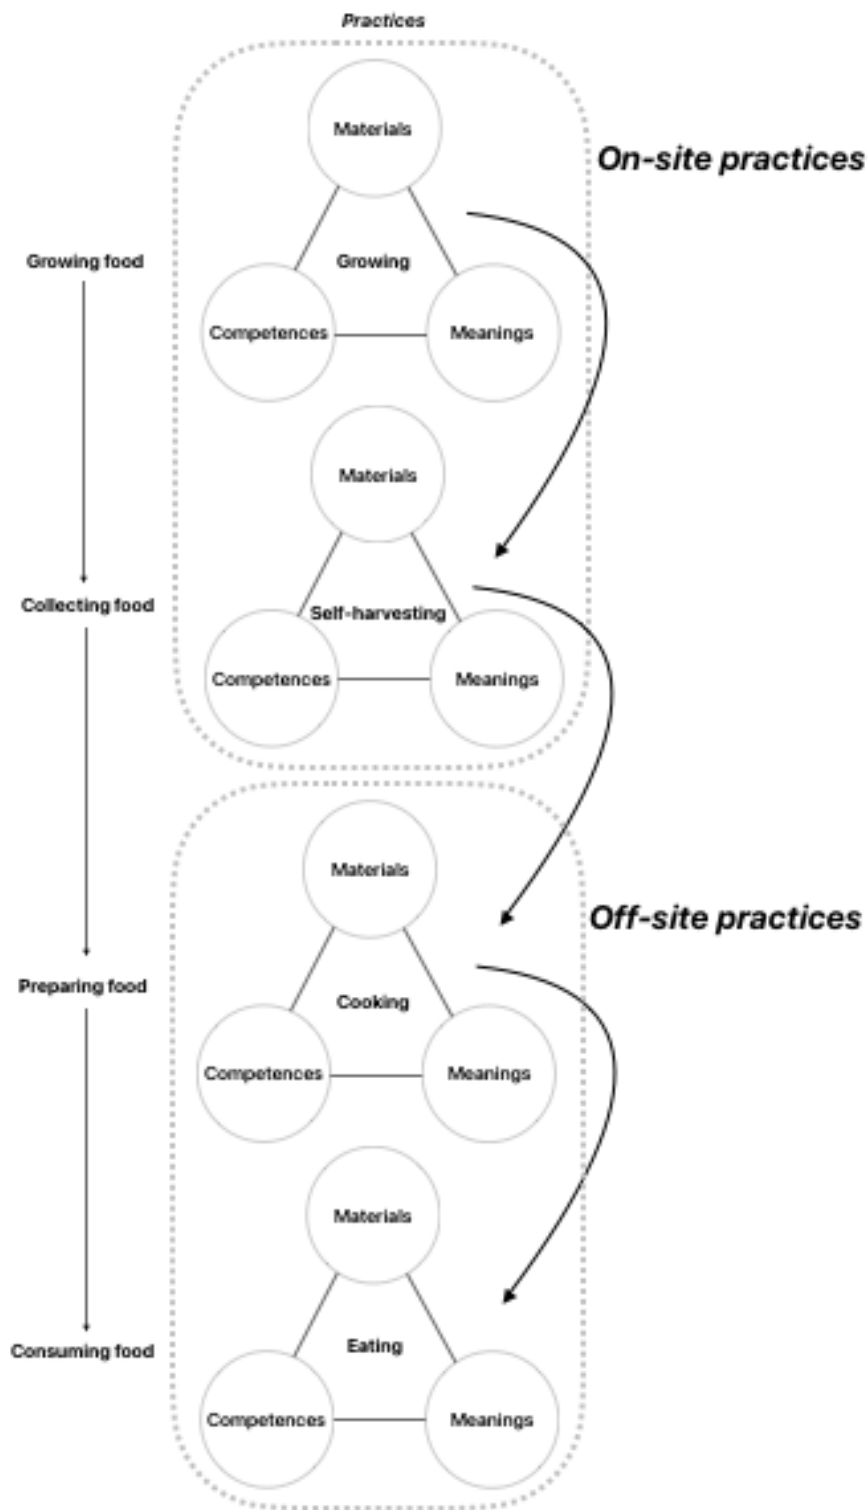 Practices
Materials
On-site practices
Growing food
Growing
Competences
Meanings
Materials
Collecting food
Self-harvesting
Competences
Meanings
Materials
Off-site practices
Preparing food
Cooking
Competences
Meanings
Materials
Consuming food
Eating
Competences
Meanings